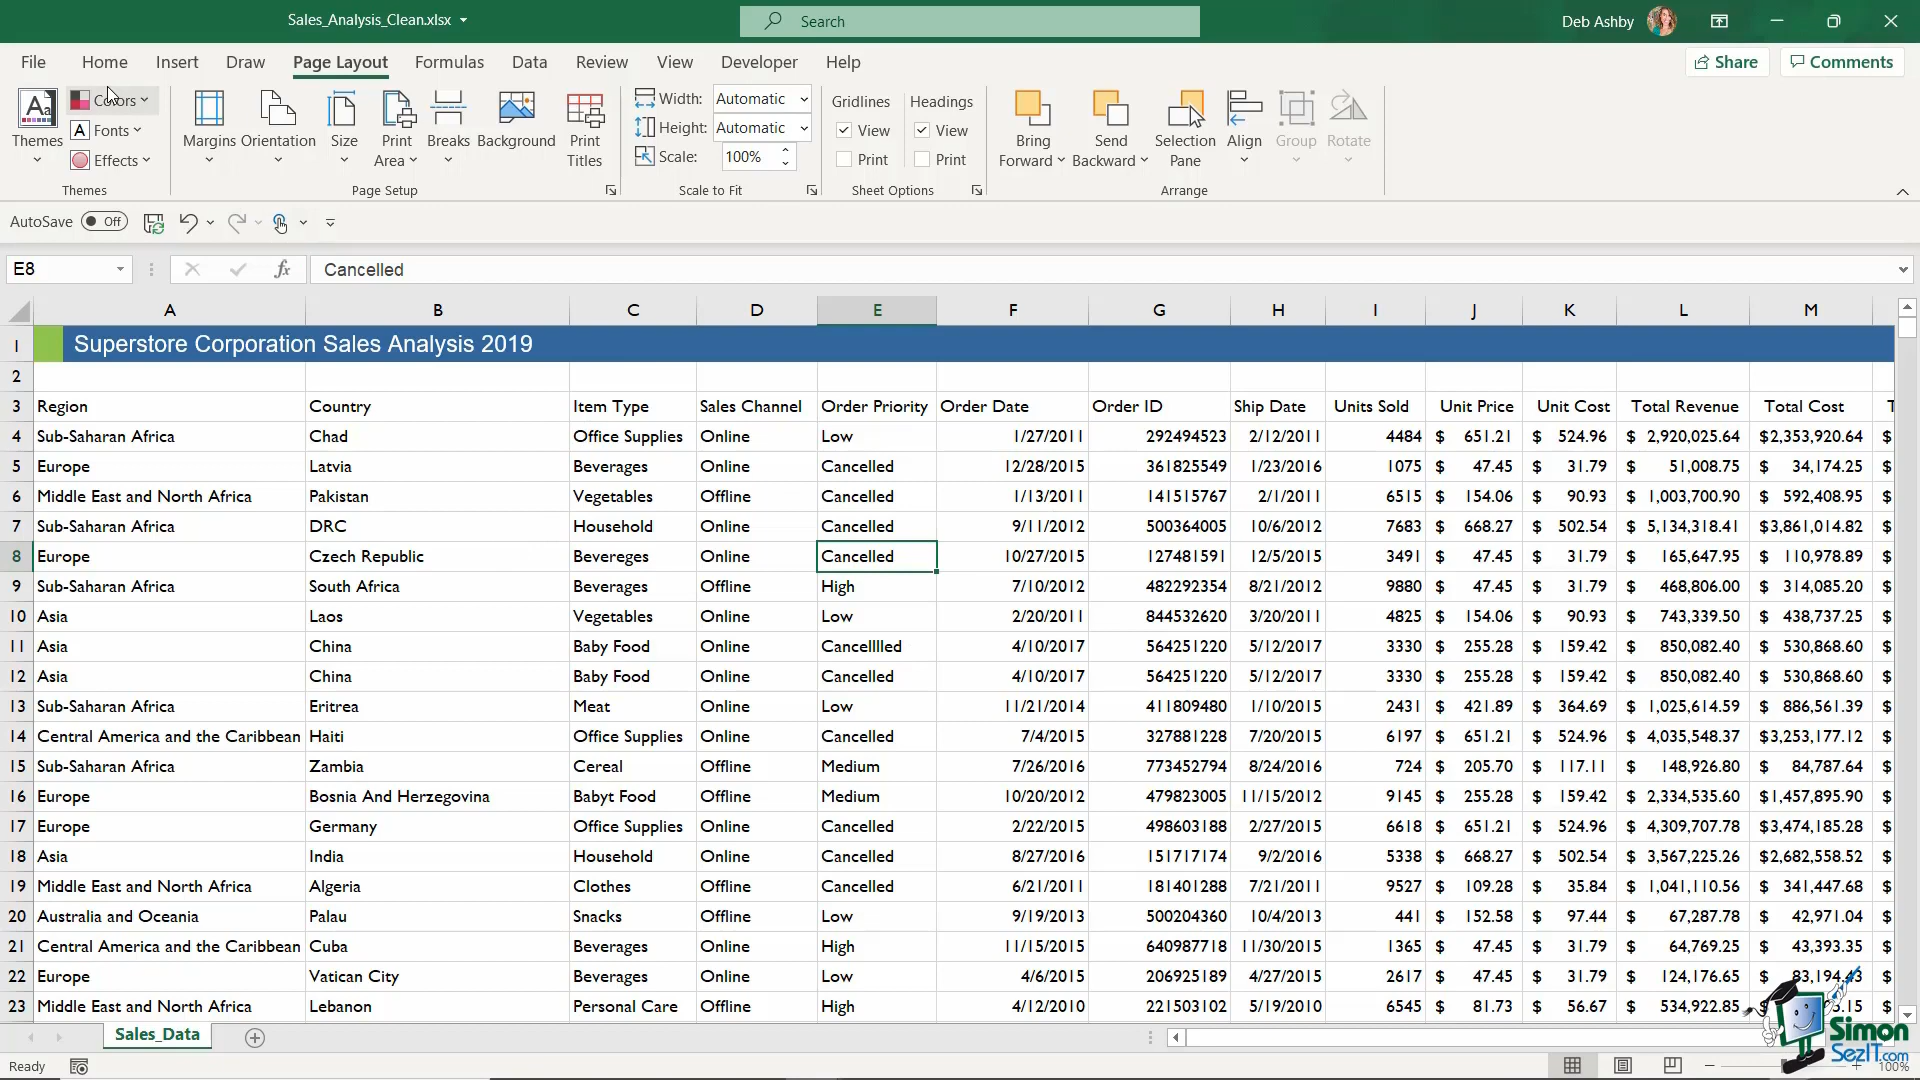 Sales_Analysis_Clean.xlsx
Search
Deb Ashby
File Home Insert Draw Page Layout Formulas Data Review View Developer Help
Share Comments
Themes
Colors
Fonts
Effects
Themes
Margins Orientation Size Print Area Breaks Background Print Titles
Page Setup
Width: Automatic
Height: Automatic
Scale: 100%
Scale to Fit
Gridlines Headings
View View
Print Print
Sheet Options
Bring Forward Send Backward Selection Pane Align Group Rotate
Arrange
AutoSave Off
E8 fx Cancelled
A B C D E F G H I J K L M
1 Superstore Corporation Sales Analysis 2019
2
3 Region Country Item Type Sales Channel Order Priority Order Date Order ID Ship Date Units Sold Unit Price Unit Cost Total Revenue Total Cost
4 Sub-Saharan Africa Chad Office Supplies Online Low 1/27/2011 292494523 2/12/2011 4484 $ 651.21 $ 524.96 $ 2,920,025.64 $2,353,920.64 $
5 Europe Latvia Beverages Online Cancelled 12/28/2015 361825549 1/23/2016 1075 $ 47.45 $ 31.79 $ 51,008.75 $ 34,174.25 $
6 Middle East and North Africa Pakistan Vegetables Offline Cancelled 1/13/2011 141515767 2/1/2011 6515 $ 154.06 $ 90.93 $ 1,003,700.90 $ 592,408.95 $
7 Sub-Saharan Africa DRC Household Online Cancelled 9/11/2012 500364005 10/6/2012 7683 $ 668.27 $ 502.54 $ 5,134,318.41 $3,861,014.82 $
8 Europe Czech Republic Bevereges Online Cancelled 10/27/2015 127481591 12/5/2015 3491 $ 47.45 $ 31.79 $ 165,647.95 $ 110,978.89 $
9 Sub-Saharan Africa South Africa Beverages Offline High 7/10/2012 482292354 8/21/2012 9880 $ 47.45 $ 31.79 $ 468,806.00 $ 314,085.20 $
10 Asia Laos Vegetables Online Low 2/20/2011 844532620 3/20/2011 4825 $ 154.06 $ 90.93 $ 743,339.50 $ 438,737.25 $
11 Asia China Baby Food Online Cancelllled 4/10/2017 564251220 5/12/2017 3330 $ 255.28 $ 159.42 $ 850,082.40 $ 530,868.60 $
12 Asia China Baby Food Online Cancelled 4/10/2017 564251220 5/12/2017 3330 $ 255.28 $ 159.42 $ 850,082.40 $ 530,868.60 $
13 Sub-Saharan Africa Eritrea Meat Online Low 11/21/2014 411809480 1/10/2015 2431 $ 421.89 $ 364.69 $ 1,025,614.59 $ 886,561.39 $
14 Central America and the Caribbean Haiti Office Supplies Online Cancelled 7/4/2015 327881228 7/20/2015 6197 $ 651.21 $ 524.96 $ 4,035,548.37 $3,253,177.12 $
15 Sub-Saharan Africa Zambia Cereal Offline Medium 7/26/2016 773452794 8/24/2016 724 $ 205.70 $ 117.11 $ 148,926.80 $ 84,787.64 $
16 Europe Bosnia And Herzegovina Babyt Food Offline Medium 10/20/2012 479823005 11/15/2012 9145 $ 255.28 $ 159.42 $ 2,334,535.60 $1,457,895.90 $
17 Europe Germany Office Supplies Online Cancelled 2/22/2015 498603188 2/27/2015 6618 $ 651.21 $ 524.96 $ 4,309,707.78 $3,474,185.28 $
18 Asia India Household Online Cancelled 8/27/2016 151717174 9/2/2016 5338 $ 668.27 $ 502.54 $ 3,567,225.26 $2,682,558.52 $
19 Middle East and North Africa Algeria Clothes Offline Cancelled 6/21/2011 181401288 7/21/2011 9527 $ 109.28 $ 35.84 $ 1,041,110.56 $ 341,447.68 $
20 Australia and Oceania Palau Snacks Offline Low 9/19/2013 500204360 10/4/2013 441 $ 152.58 $ 97.44 $ 67,287.78 $ 42,971.04 $
21 Central America and the Caribbean Cuba Beverages Online High 11/15/2015 640987718 11/30/2015 1365 $ 47.45 $ 31.79 $ 64,769.25 $ 43,393.35 $
22 Europe Vatican City Beverages Online Low 4/6/2015 206925189 4/27/2015 2617 $ 47.45 $ 31.79 $ 124,176.65 $ 83,194.43 $
23 Middle East and North Africa Lebanon Personal Care Offline High 4/12/2010 221503102 5/19/2010 6545 $ 81.73 $ 56.67 $ 534,922.85
Sales_Data
Simon
SezIT.com
Ready 100%